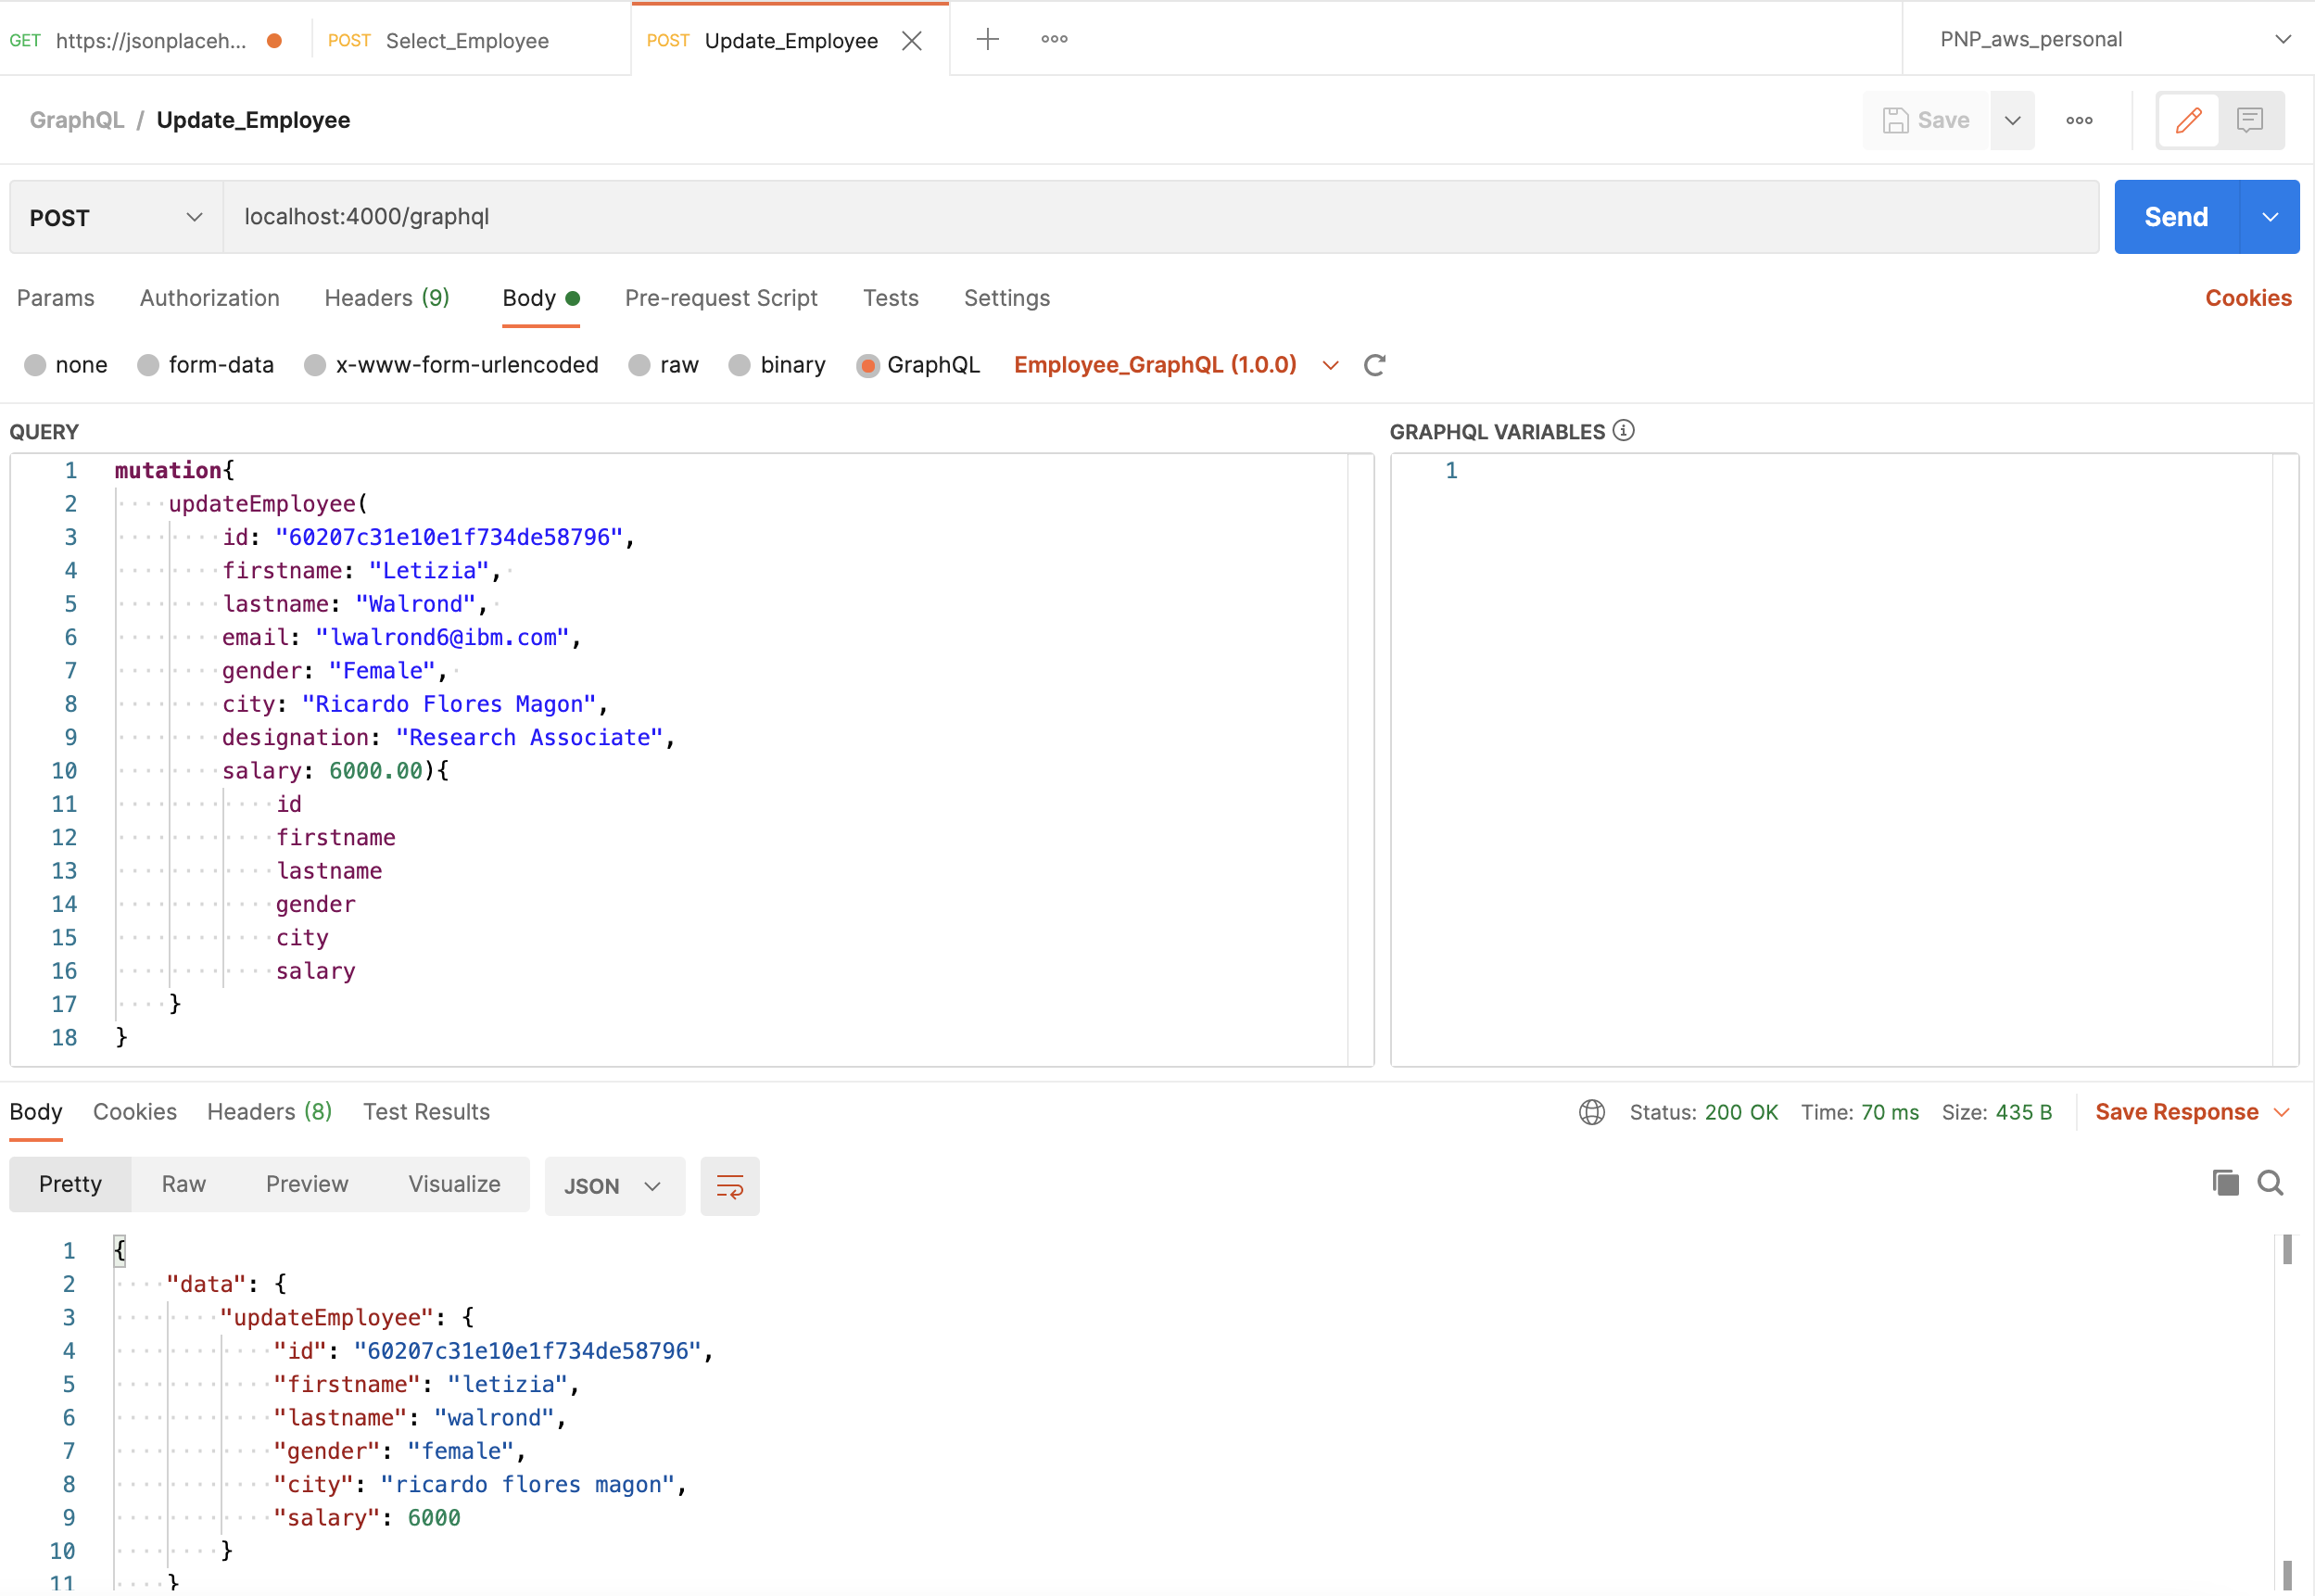 GET https://jsonplaceh... POST Select_Employee POST Update_Employee PNP_aws_personal
GraphQL / Update_Employee Save
POST localhost:4000/graphql Send
Params Authorization Headers (9) Body Pre-request Script Tests Settings Cookies
none form-data x-www-form-urlencoded raw binary GraphQL Employee_GraphQL (1.0.0)
QUERY GRAPHQL VARIABLES
1 mutation{ 1
2 updateEmployee(
3 id: "60207c31e10e1f734de58796",
4 firstname: "Letizia",
5 lastname: "Walrond",
6 email: "lwalrond6@ibm.com",
7 gender: "Female",
8 city: "Ricardo Flores Magon",
9 designation: "Research Associate",
10 salary: 6000.00){
11 id
12 firstname
13 lastname
14 gender
15 city
16 salary
17 }
18 }
Body Cookies Headers (8) Test Results Status: 200 OK Time: 70 ms Size: 435 B Save Response
Pretty Raw Preview Visualize JSON
1 {
2 "data": {
3 "updateEmployee": {
4 "id": "60207c31e10e1f734de58796",
5 "firstname": "letizia",
6 "lastname": "walrond",
7 "gender": "female",
8 "city": "ricardo flores magon",
9 "salary": 6000
10 }
11 }